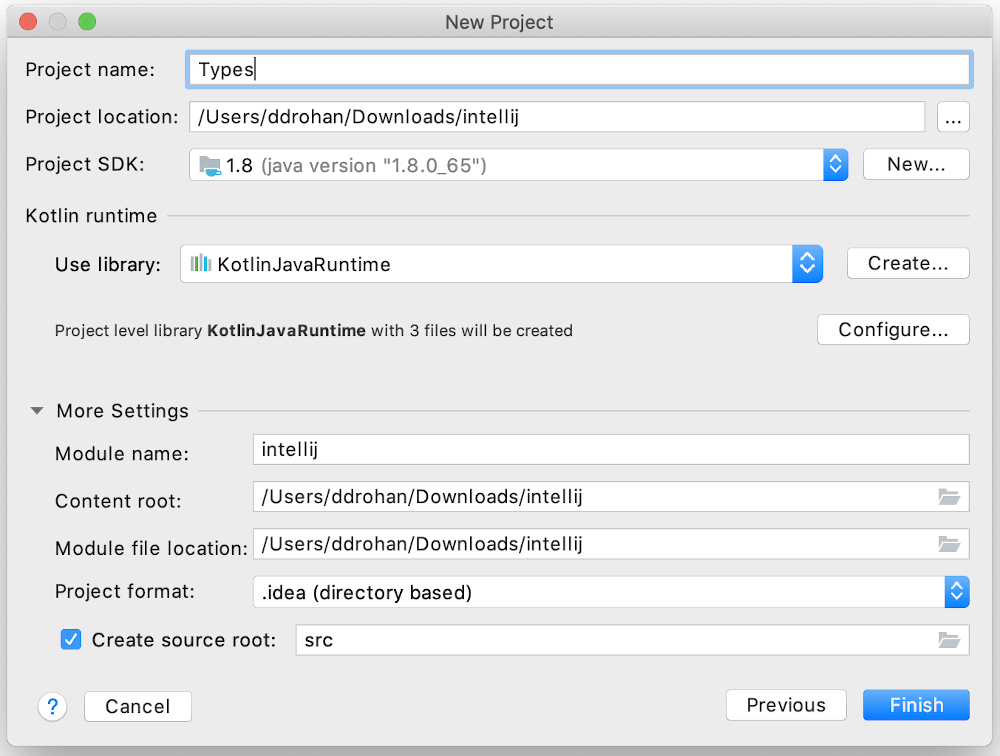 New Project
Project name: Types
Project location: /Users/ddrohan/Downloads/intellij ...
Project SDK: 1.8 (java version "1.8.0_65") New...
Kotlin runtime
Use library: KotlinJavaRuntime Create...
Project level library KotlinJavaRuntime with 3 files will be created Configure...
More Settings
Module name: intellij
Content root: /Users/ddrohan/Downloads/intellij
Module file location: /Users/ddrohan/Downloads/intellij
Project format: .idea (directory based)
Create source root: src
? Cancel Previous Finish